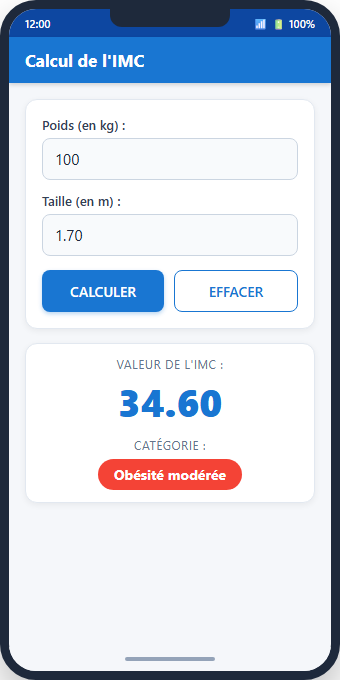 12:00 100%
Calcul de l'IMC
Poids (en kg) :
100
Taille (en m) :
1.70
CALCULER EFFACER
VALEUR DE L'IMC :
34.60
CATÉGORIE :
Obésité modérée